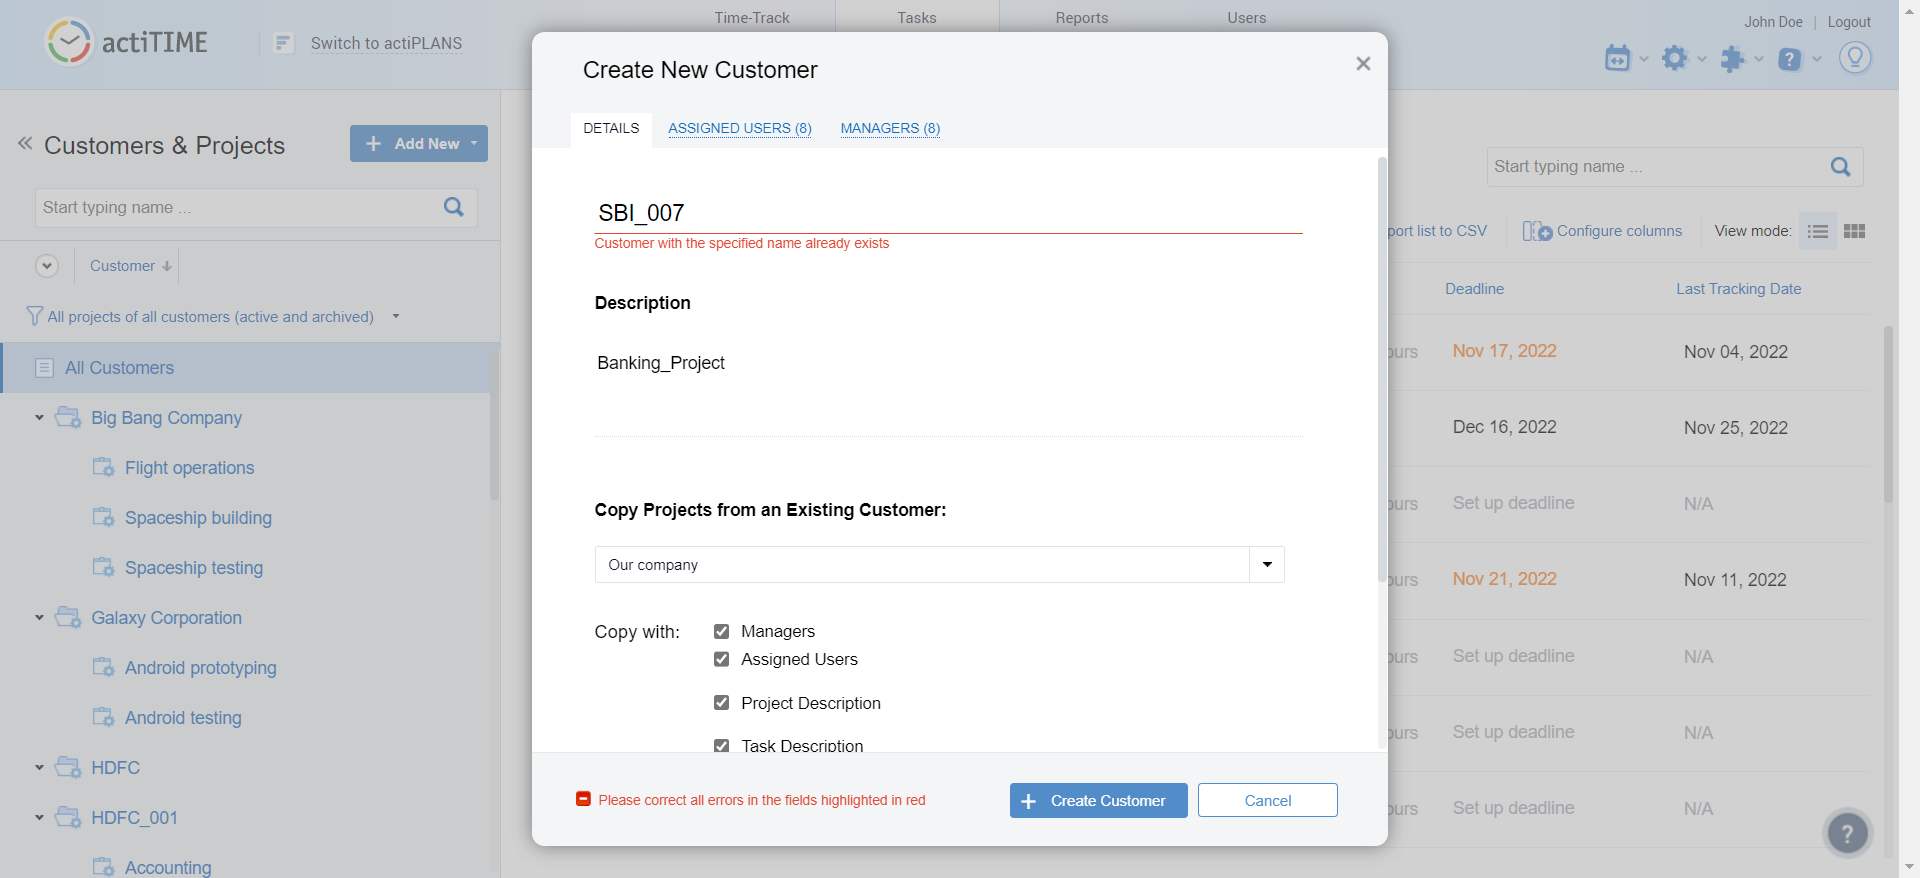 Time-Track
Tasks
Reports
Users
John Doe
Logout
actiTIME
Switch to actiPLANS
Customers & Projects
Add New
Start typing name ...
Customer
All projects of all customers (active and archived)
All Customers
Big Bang Company
Flight operations
Spaceship building
Spaceship testing
Galaxy Corporation
Android prototyping
Android testing
HDFC
HDFC_001
Accounting
Create New Customer
DETAILS
ASSIGNED USERS (8)
MANAGERS (8)
SBI_007
Customer with the specified name already exists
Description
Banking_Project
Copy Projects from an Existing Customer:
Our company
Copy with:
Managers
Assigned Users
Project Description
Task Description
Please correct all errors in the fields highlighted in red
Create Customer
Cancel
Start typing name ...
port list to CSV
Configure columns
View mode:
Deadline
Last Tracking Date
ours
Nov 17, 2022
Nov 04, 2022
Dec 16, 2022
Nov 25, 2022
ours
Set up deadline
N/A
ours
Nov 21, 2022
Nov 11, 2022
ours
Set up deadline
N/A
ours
Set up deadline
N/A
ours
Set up deadline
N/A